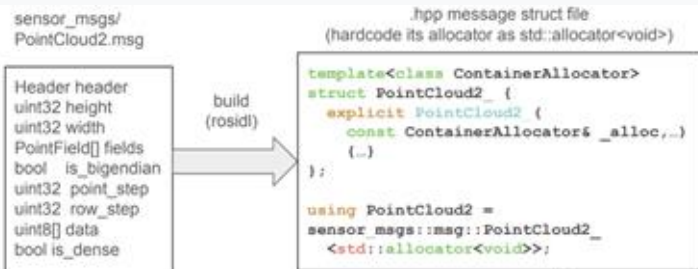 sensor_msgs/
PointCloud2.msg
Header header
uint32 height
uint32 width
PointField[] fields
bool is_bigendian
uint32 point_step
uint32 row_step
uint8[] data
bool is_dense
build
(rosidl)
.hpp message struct file
(hardcode its allocator as std::allocator<void>)
template<class ContainerAllocator>
struct PointCloud2_ {
explicit PointCloud2_(
const ContainerAllocator& _alloc,…)
{…}
};
using PointCloud2 =
sensor_msgs::msg::PointCloud2_
<std::allocator<void>>;